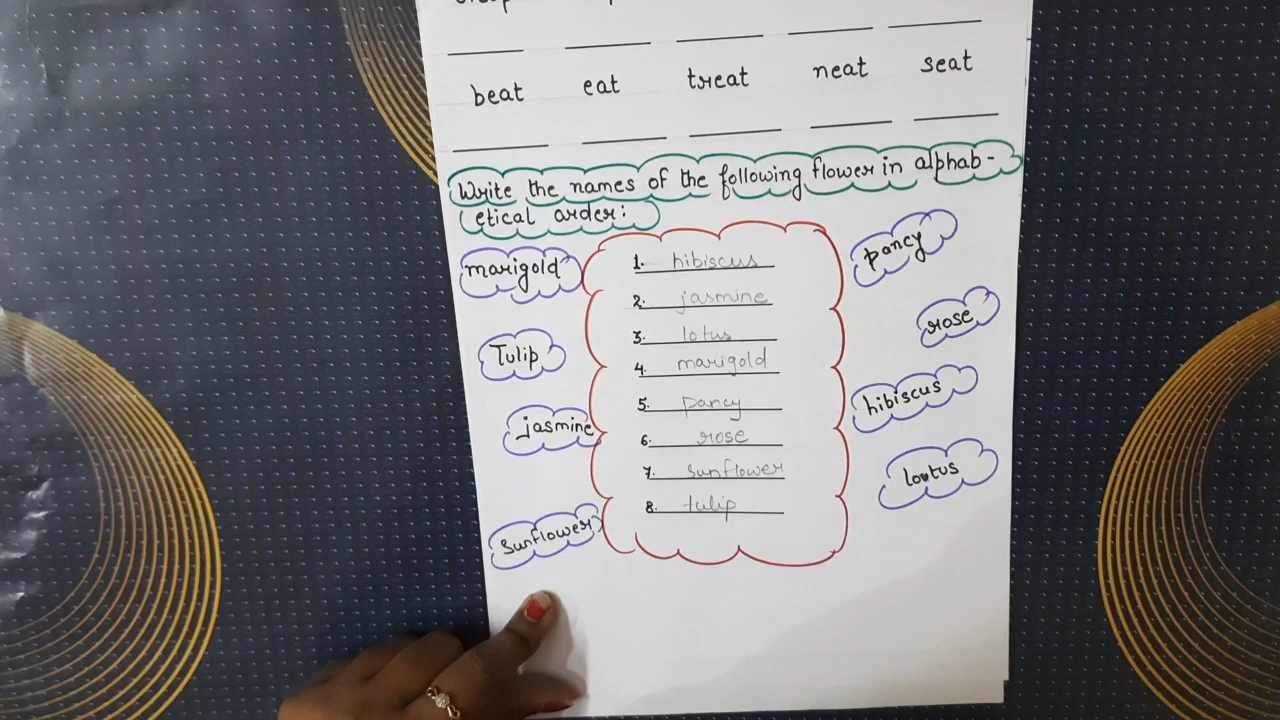 beat eat treat neat seat
Write the names of the following flower in alphab-
etical order:
marigold
Tulip
jasmine
sunflower
1. hibiscus
2. jasmine
3. lotus
4. marigold
5. pancy
6. rose
7. sunflower
8. tulip
pancy
rose
hibiscus
lotus